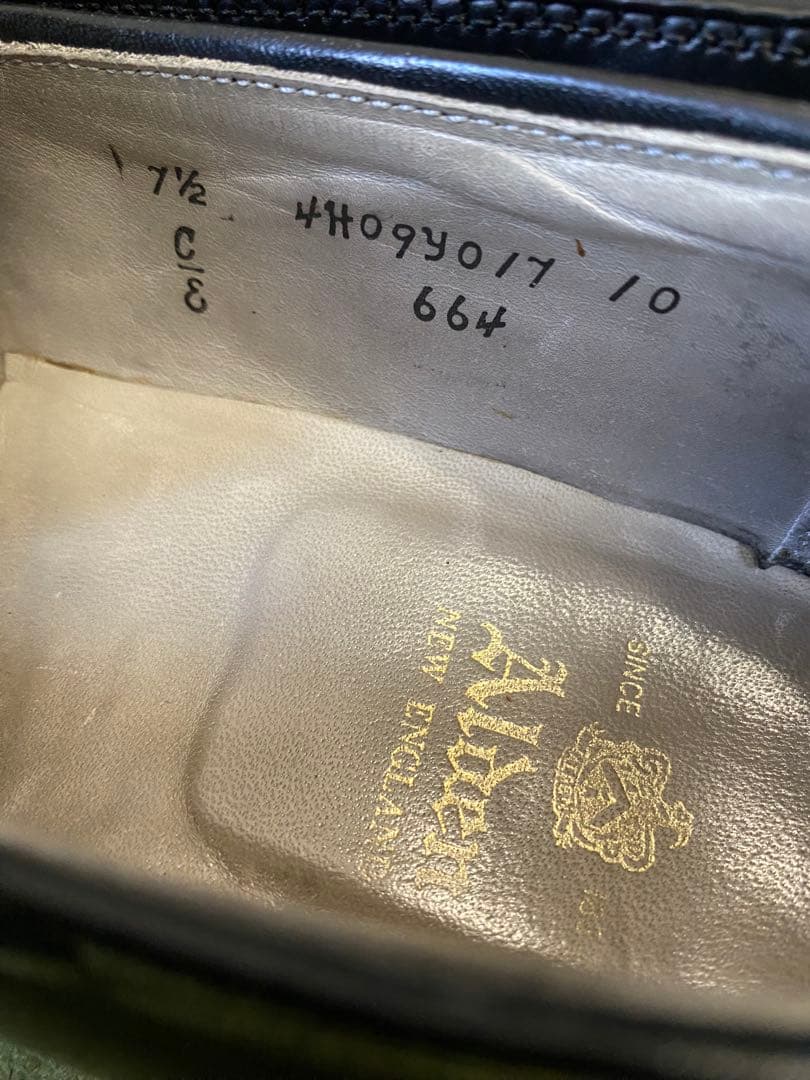 7½ 4H09Y017 10
C/E 664
SINCE
Alden
NEW ENGLAND